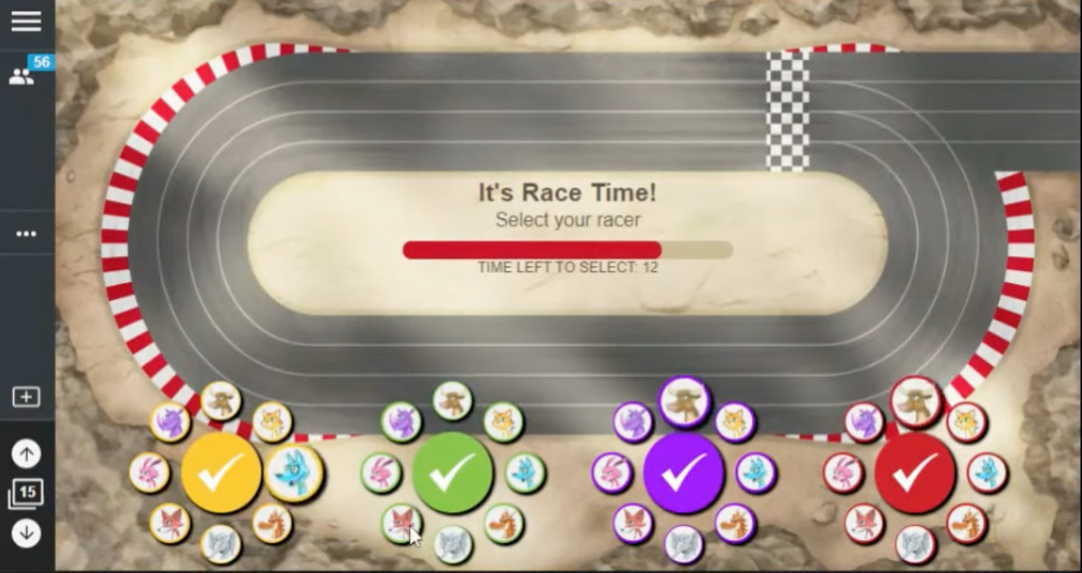 56
It's Race Time!
Select your racer
TIME LEFT TO SELECT: 12
15